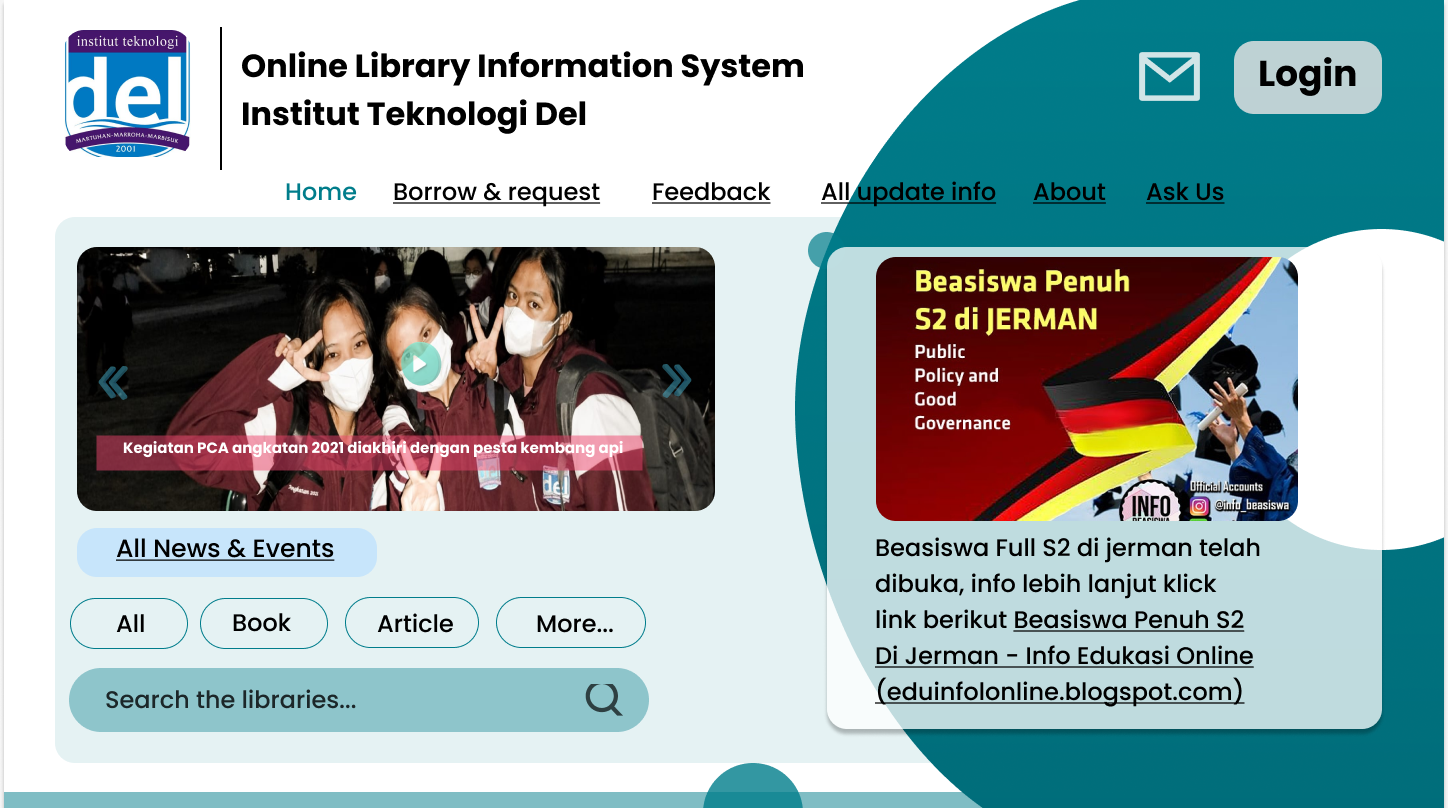 institut teknologi
del
MARTUHAN-MARROHA-MARBISUK
2001
Online Library Information System
Institut Teknologi Del
Login
Home Borrow & request Feedback All update info About Ask Us
Kegiatan PCA angkatan 2021 diakhiri dengan pesta kembang api
Angkatan 2021
del
All News & Events
All Book Article More...
Search the libraries...
Beasiswa Penuh
S2 di JERMAN
Public
Policy and
Good
Governance
Official Accounts
@info_beasiswa
INFO
BEASISWA
Beasiswa Full S2 di jerman telah
dibuka, info lebih lanjut klick
link berikut Beasiswa Penuh S2
Di Jerman - Info Edukasi Online
(eduinfolonline.blogspot.com)